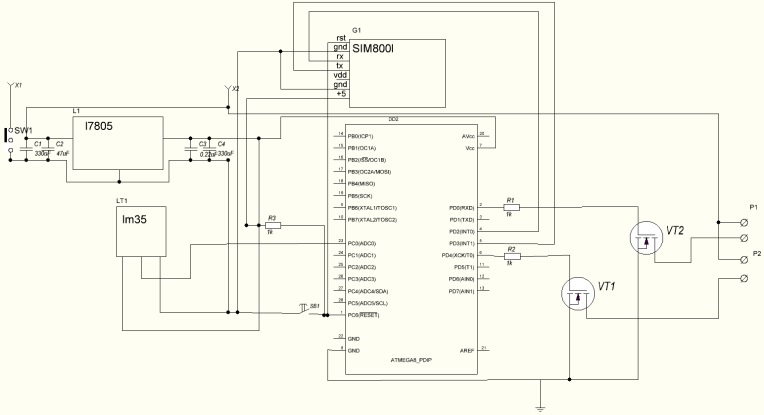 G1
rst
gnd
SIM800l
rx
tx
vdd
gnd
+5
X1
X2
L1
l7805
SW1
C1
330uF
C2
47uF
C3
0.22uF
C4
330uF
DD2
14 PB0(ICP1)
15 PB1(OC1A)
16 PB2(SS/OC1B)
17 PB3(OC2A/MOSI)
18 PB4(MISO)
19 PB5(SCK)
9 PB6(XTAL1/TOSC1)
10 PB7(XTAL2/TOSC2)
23 PC0(ADC0)
24 PC1(ADC1)
25 PC2(ADC2)
26 PC3(ADC3)
27 PC4(ADC4/SDA)
28 PC5(ADC5/SCL)
1 PC6(RESET)
22 GND
8 GND
AVcc 20
Vcc 7
PD0(RXD) 2
PD1(TXD) 3
PD2(INT0) 4
PD3(INT1) 5
PD4(XCK/T0) 6
PD5(T1) 11
PD6(AIN0) 12
PD7(AIN1) 13
AREF 21
ATMEGA8_PDIP
LT1
lm35
R3
1k
SB1
R1
1k
R2
1k
VT2
VT1
P1
P2